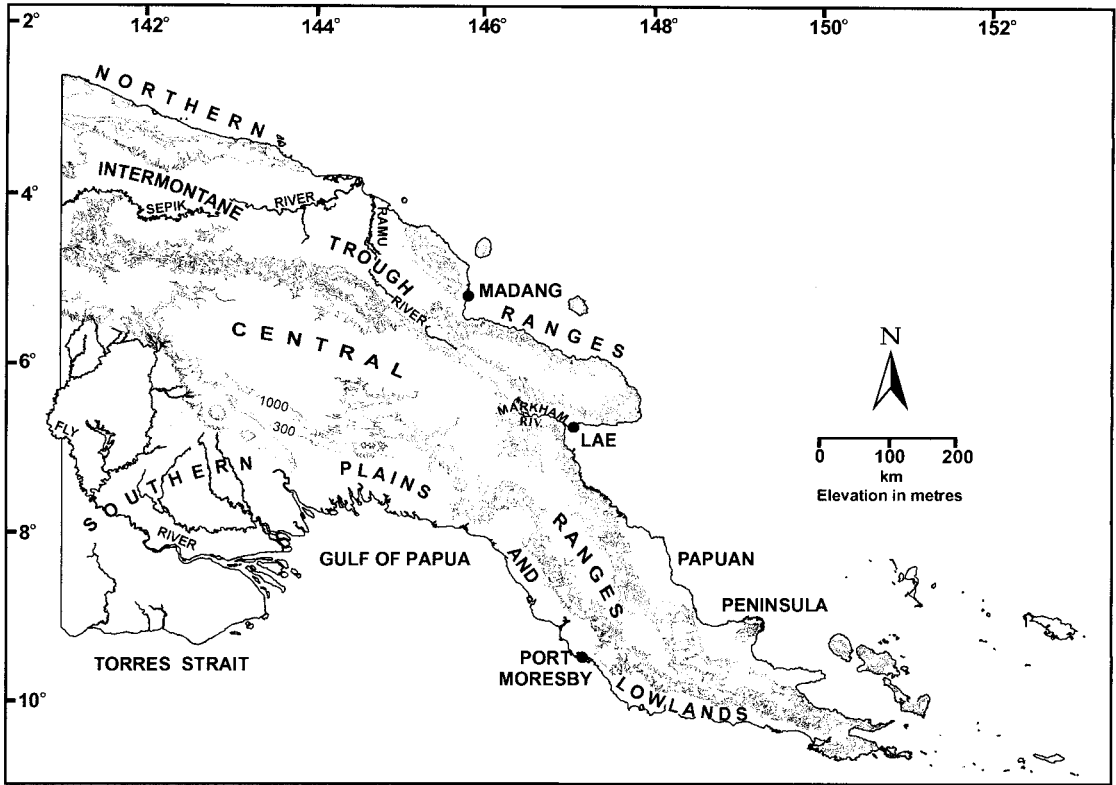 142°
144°
146°
148°
150°
152°
2°
4°
6°
8°
10°
NORTHERN
INTERMONTANE
SEPIK
RIVER
RAMU
TROUGH
RIVER
MADANG
RANGES
CENTRAL
N
1000
300
MARKHAM
RIV.
LAE
0 100 200
km
Elevation in metres
FLY
SOUTHERN
PLAINS
RIVER
GULF OF PAPUA
AND
RANGES
PAPUAN
PENINSULA
TORRES STRAIT
PORT
MORESBY
LOWLANDS